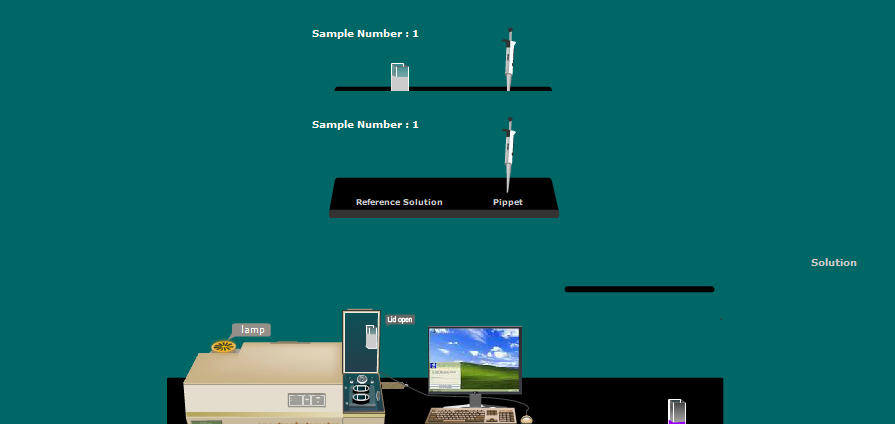 Sample Number : 1
Sample Number : 1
Reference Solution
Pippet
Solution
lamp
Lid open